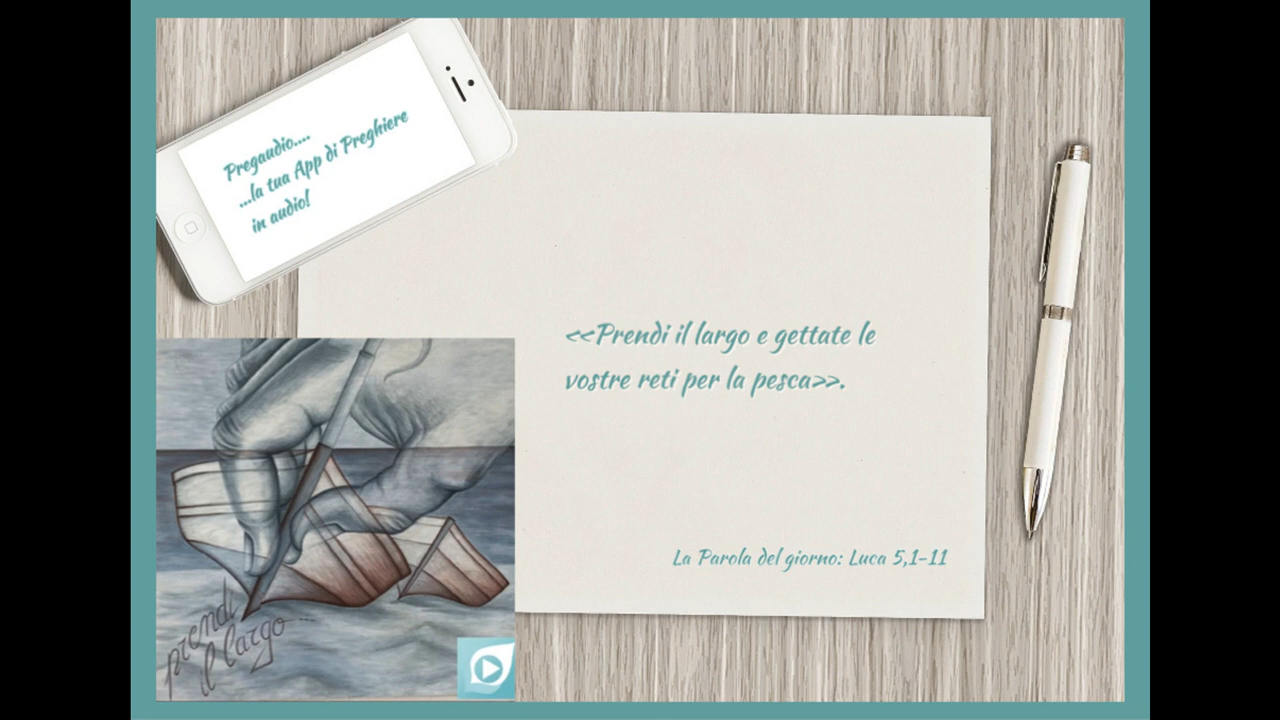 Pregaudio....
...la tua App di Preghiere
in audio!
<<Prendi il largo e gettate le
vostre reti per la pesca>>.
La Parola del giorno: Luca 5,1-11
prendi
il largo...